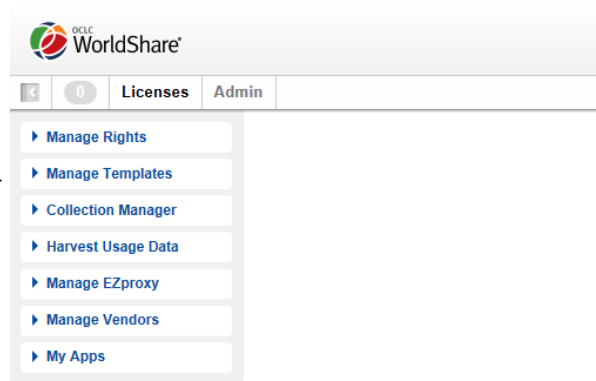 OCLC
WorldShare®
0 Licenses Admin
Manage Rights
Manage Templates
Collection Manager
Harvest Usage Data
Manage EZproxy
Manage Vendors
My Apps